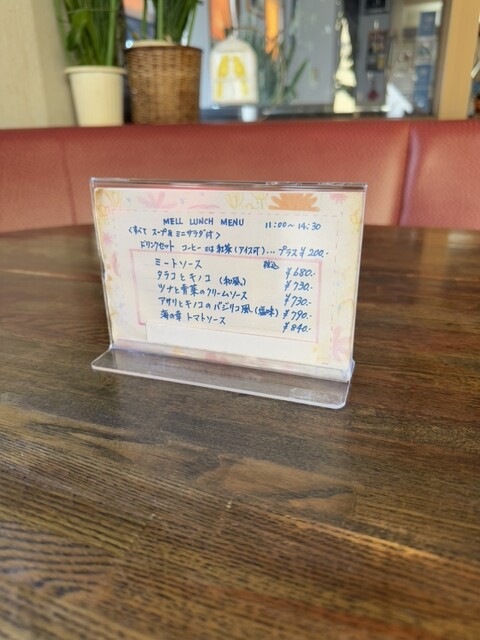 MELL LUNCH MENU 11:00〜14:30
〈すべて スープ&ミニサラダ付〉
ドリンクセット コーヒー or 紅茶(アイス可)... プラス¥200.-
税込
ミートソース ¥680.-
タラコとキノコ (和風) ¥730.-
ツナと青菜のクリームソース ¥730.-
アサリとキノコのバジリコ風(塩味) ¥790.-
海の幸トマトソース ¥840.-